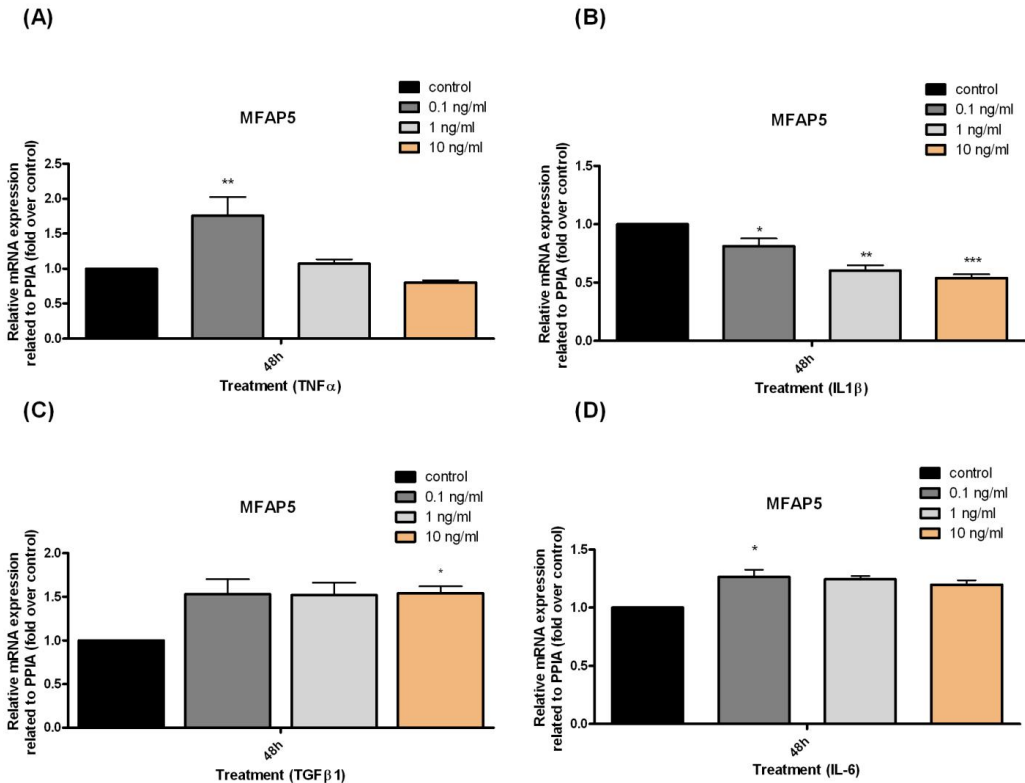 (A)
MFAP5
control
0.1 ng/ml
1 ng/ml
10 ng/ml
Relative mRNA expression
related to PPIA (fold over control)
2.5
2.0
1.5
1.0
0.5
0.0
**
48h
Treatment (TNFα)
(B)
MFAP5
control
0.1 ng/ml
1 ng/ml
10 ng/ml
Relative mRNA expression
related to PPIA (fold over control)
1.5
1.0
0.5
0.0
*
**
***
48h
Treatment (IL1β)
(C)
MFAP5
control
0.1 ng/ml
1 ng/ml
10 ng/ml
Relative mRNA expression
related to PPIA (fold over control)
2.0
1.5
1.0
0.5
0.0
*
48h
Treatment (TGFβ1)
(D)
MFAP5
control
0.1 ng/ml
1 ng/ml
10 ng/ml
Relative mRNA expression
related to PPIA (fold over control)
1.5
1.0
0.5
0.0
*
48h
Treatment (IL-6)